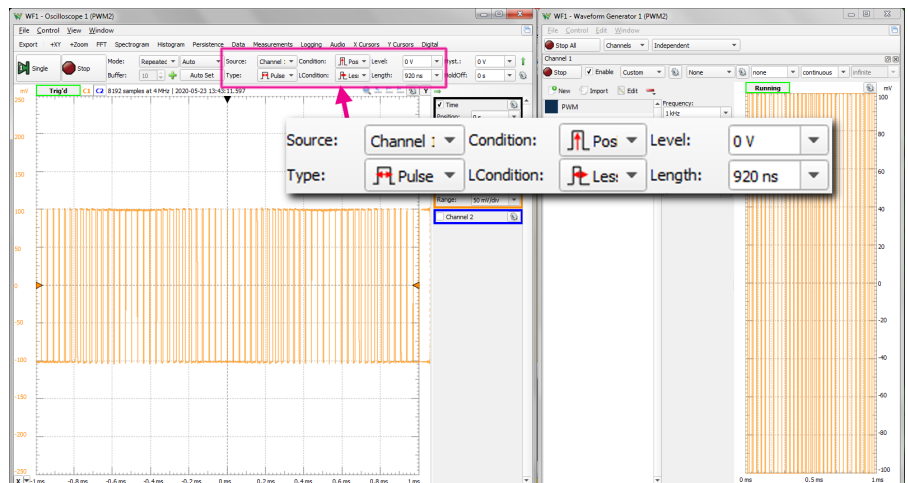 WF1 - Oscilloscope 1 (PWM2)
File Control View Window
Export +XY +Zoom FFT Spectrogram Histogram Persistence Data Measurements Logging Audio X Cursors Y Cursors Digital
Single Stop Mode: Repeated Auto Source: Channel : Condition: Pos Level: 0 V Hyst.: 0 V
Buffer: 10 Auto Set Type: Pulse LCondition: Les: Length: 920 ns HoldOff: 0 s
mV Trig'd C1 C2 8192 samples at 4 MHz | 2020-05-23 13:43:11.597 Y
250
200
150
100
50
0
-50
-100
-150
-200
-250
X -1 ms -0.8 ms -0.6 ms -0.4 ms -0.2 ms 0 ms 0.2 ms 0.4 ms 0.6 ms 0.8 ms 1 ms
Time
Position: 0 s
Range: 50 mV/div
Channel 2
Source: Channel 1 Condition: Pos Level: 0 V
Type: Pulse LCondition: Les: Length: 920 ns
WF1 - Waveform Generator 1 (PWM2)
File Control Edit Window
Stop All Channels Independent
Channel 1
Stop Enable Custom None none continuous infinite
New Import Edit
PWM
Frequency:
1 kHz
Running mV
100
80
60
40
20
0
-20
-40
-60
-80
-100
0 ms 0.5 ms 1 ms